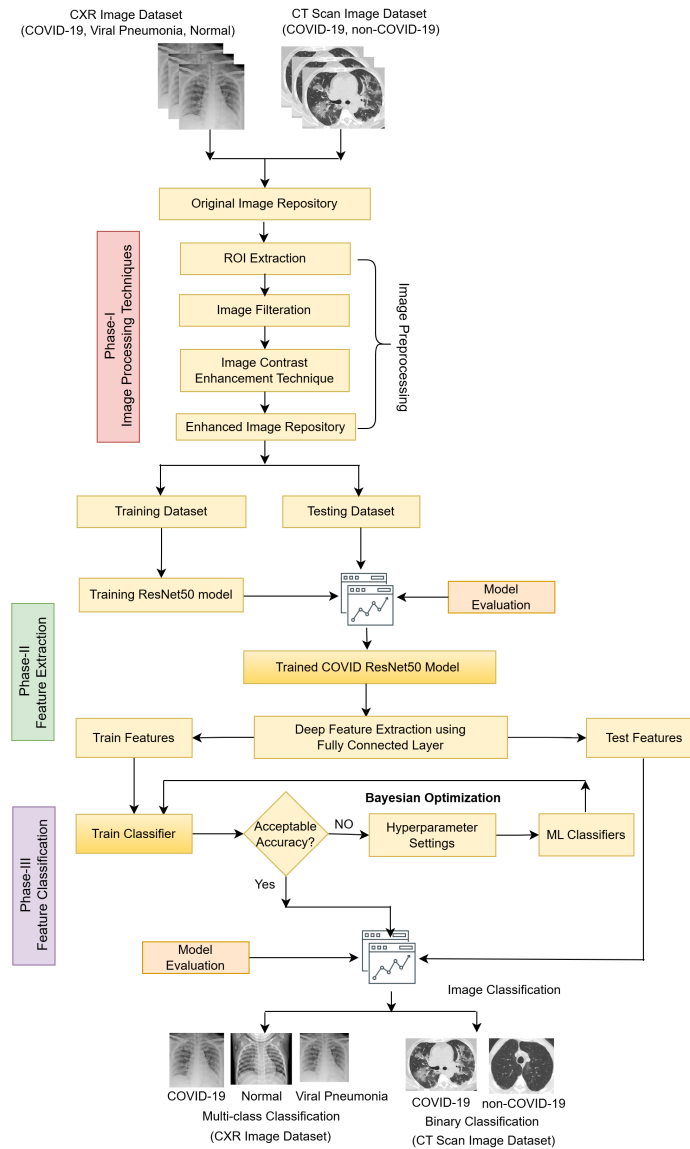 CXR Image Dataset
(COVID-19, Viral Pneumonia, Normal)
CT Scan Image Dataset
(COVID-19, non-COVID-19)
Original Image Repository
Phase-I
Image Processing Techniques
ROI Extraction
Image Filteration
Image Contrast
Enhancement Technique
Enhanced Image Repository
Image Preprocessing
Training Dataset
Testing Dataset
Training ResNet50 model
Model
Evaluation
Phase-II
Feature Extraction
Trained COVID ResNet50 Model
Train Features
Deep Feature Extraction using
Fully Connected Layer
Test Features
Phase-III
Feature Classification
Bayesian Optimization
Train Classifier
Acceptable
Accuracy?
NO
Hyperparameter
Settings
ML Classifiers
Yes
Model
Evaluation
Image Classification
COVID-19
Normal
Viral Pneumonia
Multi-class Classification
(CXR Image Dataset)
COVID-19
non-COVID-19
Binary Classification
(CT Scan Image Dataset)